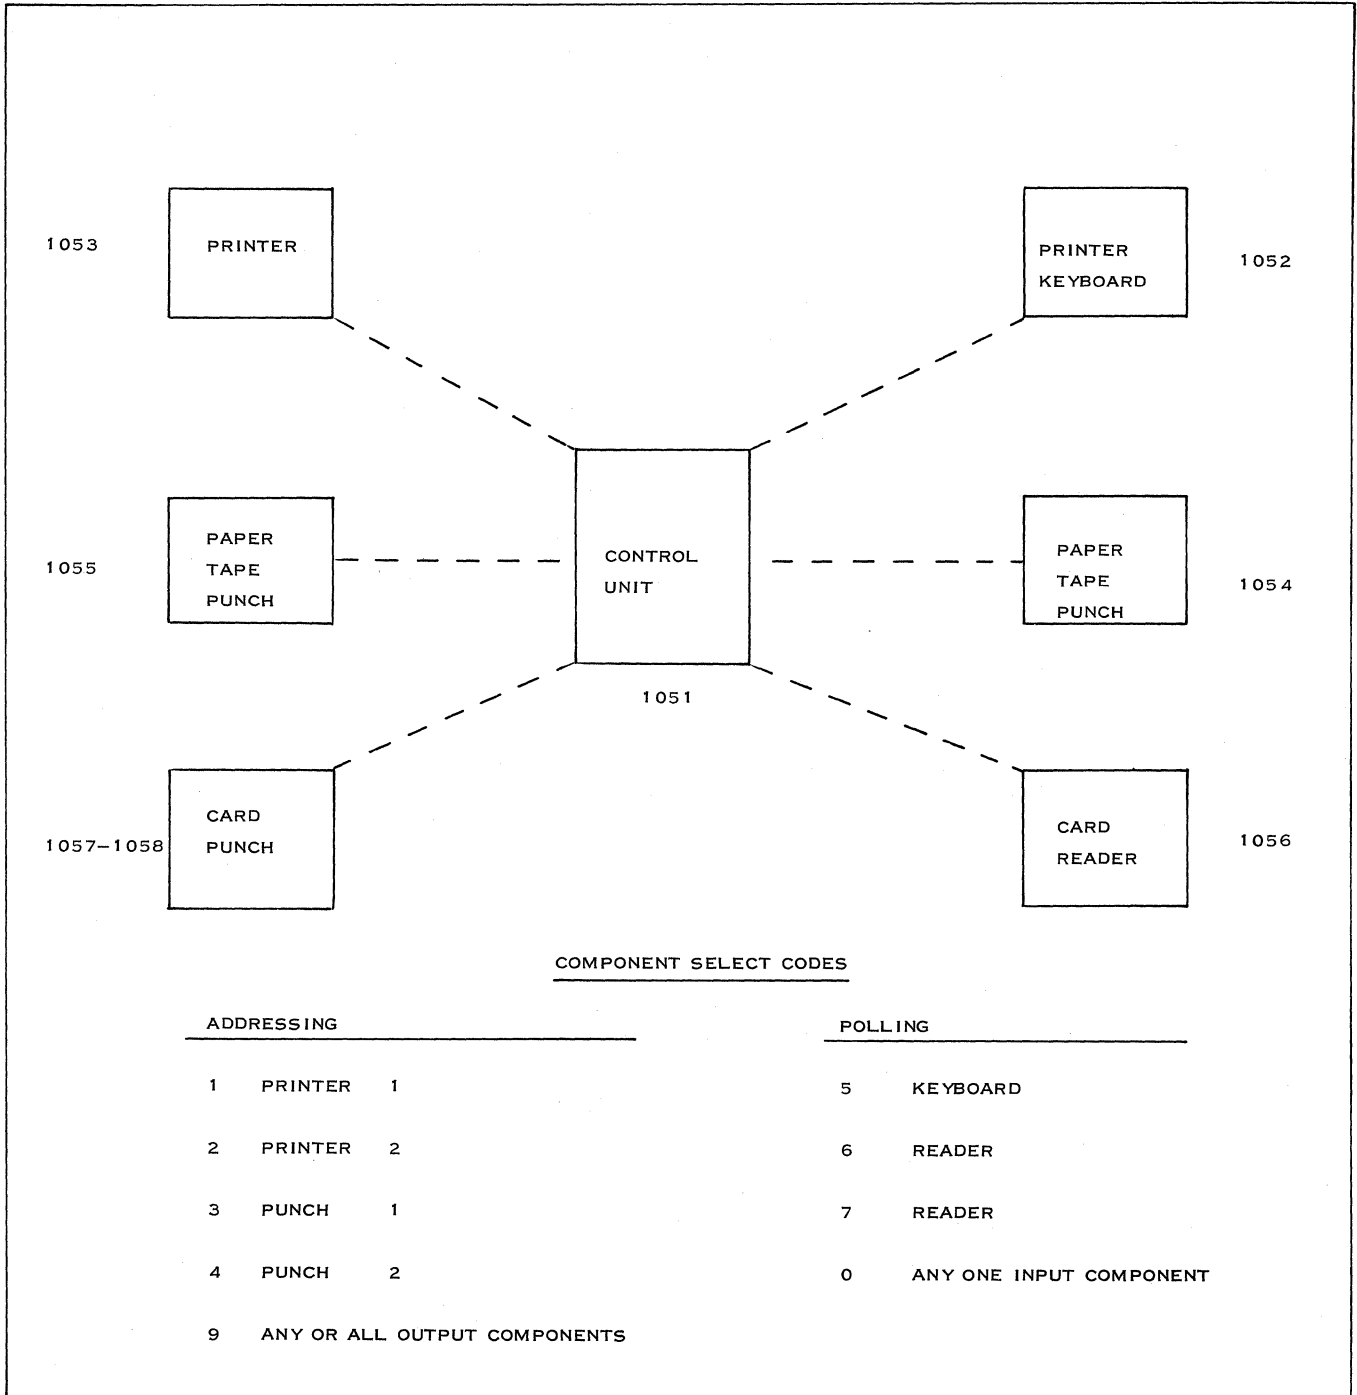 1053
PRINTER
PRINTER
KEYBOARD
1052
1055
PAPER
TAPE
PUNCH
CONTROL
UNIT
1051
PAPER
TAPE
PUNCH
1054
1057-1058
CARD
PUNCH
CARD
READER
1056
COMPONENT SELECT CODES
ADDRESSING
1 PRINTER 1
2 PRINTER 2
3 PUNCH 1
4 PUNCH 2
9 ANY OR ALL OUTPUT COMPONENTS
POLLING
5 KEYBOARD
6 READER
7 READER
0 ANY ONE INPUT COMPONENT